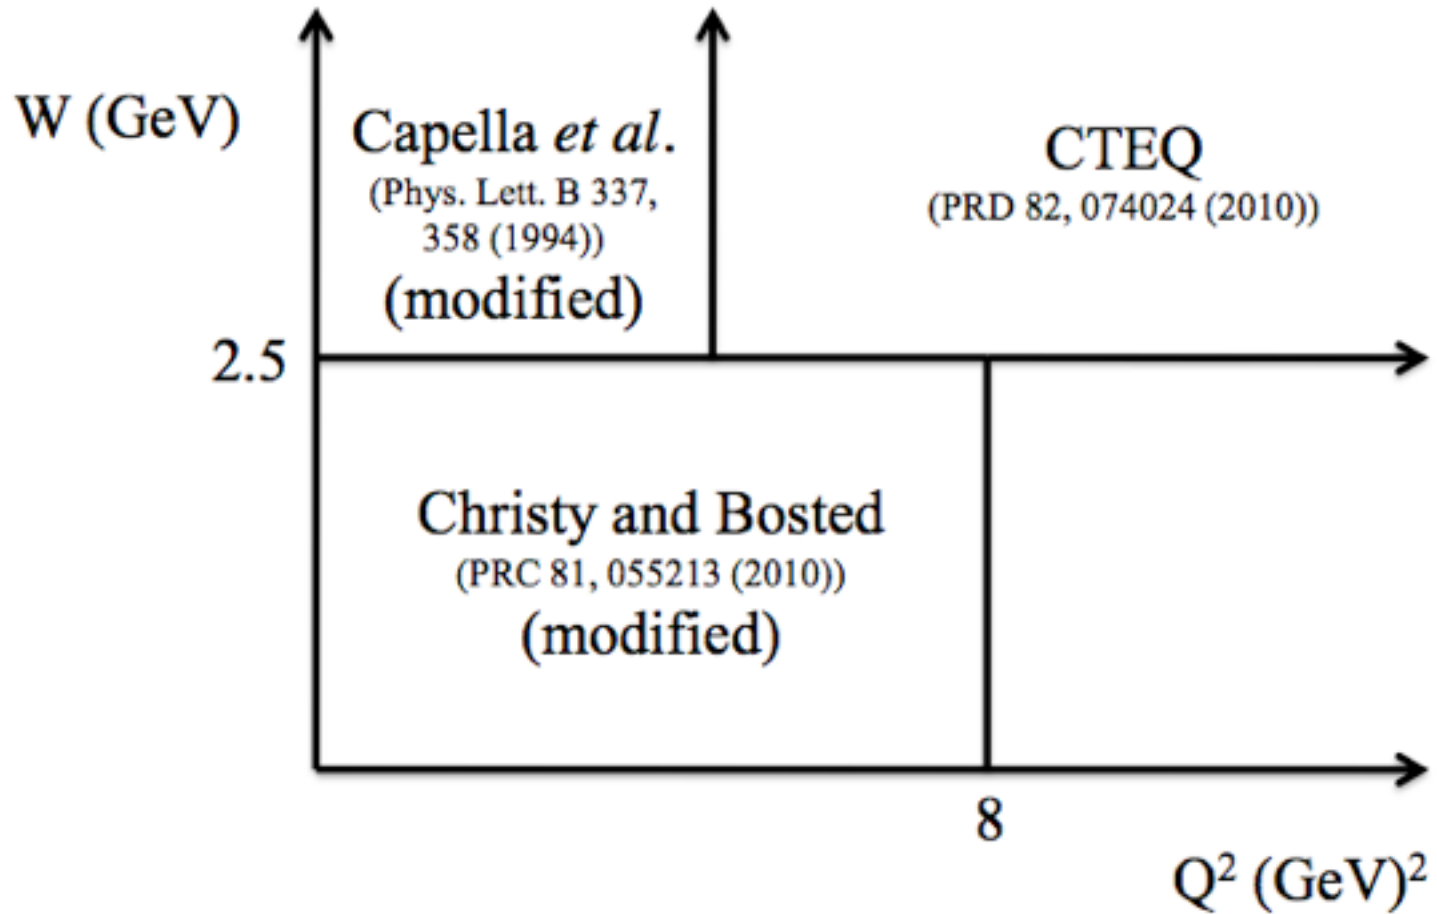 W (GeV)
Capella et al.
(Phys. Lett. B 337,
358 (1994))
(modified)
CTEQ
(PRD 82, 074024 (2010))
2.5
Christy and Bosted
(PRC 81, 055213 (2010))
(modified)
8
Q² (GeV)²